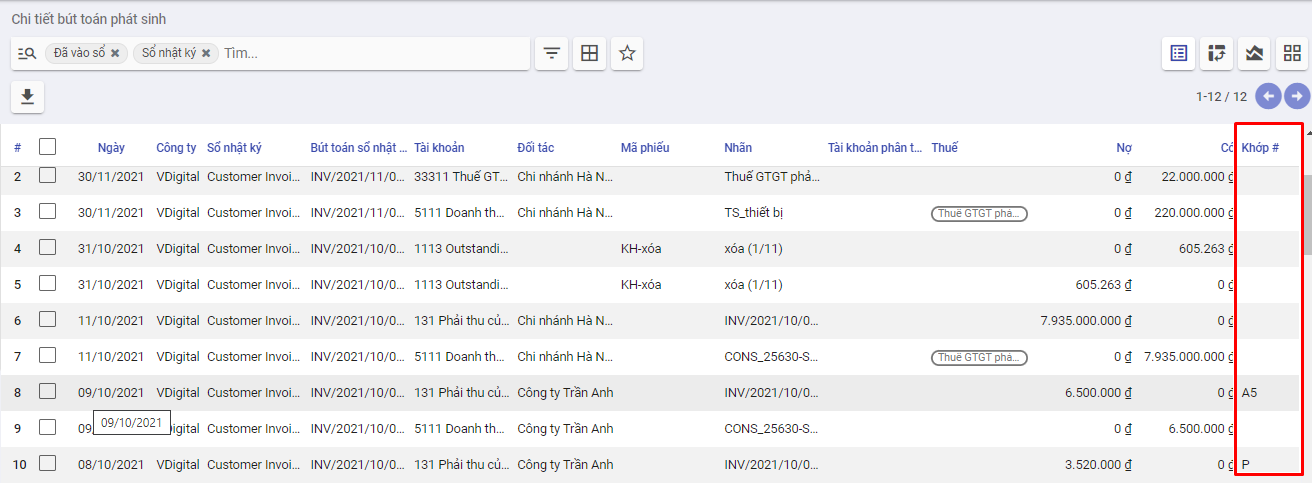 Chi tiết bút toán phát sinh
Đã vào sổ × Sổ nhật ký × Tìm...
1-12 / 12
# Ngày Công ty Sổ nhật ký Bút toán sổ nhật ... Tài khoản Đối tác Mã phiếu Nhãn Tài khoản phân t... Thuế Nợ Có Khớp #
2 30/11/2021 VDigital Customer Invoi... INV/2021/11/0... 33311 Thuế GT... Chi nhánh Hà N... Thuế GTGT phả... 0 ₫ 22.000.000 ₫
3 30/11/2021 VDigital Customer Invoi... INV/2021/11/0... 5111 Doanh th... Chi nhánh Hà N... TS_thiết bị Thuế GTGT phả... 0 ₫ 220.000.000 ₫
4 31/10/2021 VDigital Customer Invoi... INV/2021/10/0... 1113 Outstandi... KH-xóa xóa (1/11) 0 ₫ 605.263 ₫
5 31/10/2021 VDigital Customer Invoi... INV/2021/10/0... 1113 Outstandi... KH-xóa xóa (1/11) 605.263 ₫ 0 ₫
6 11/10/2021 VDigital Customer Invoi... INV/2021/10/0... 131 Phải thu củ... Chi nhánh Hà N... INV/2021/10/0... 7.935.000.000 ₫ 0 ₫
7 11/10/2021 VDigital Customer Invoi... INV/2021/10/0... 5111 Doanh th... Chi nhánh Hà N... CONS_25630-S... Thuế GTGT phả... 0 ₫ 7.935.000.000 ₫
8 09/10/2021 VDigital Customer Invoi... INV/2021/10/0... 131 Phải thu củ... Công ty Trần Anh INV/2021/10/0... 6.500.000 ₫ 0 ₫ A5
09/10/2021
9 09 igital Customer Invoi... INV/2021/10/0... 5111 Doanh th... Công ty Trần Anh CONS_25630-S... 0 ₫ 6.500.000 ₫
10 08/10/2021 VDigital Customer Invoi... INV/2021/10/0... 131 Phải thu củ... Công ty Trần Anh INV/2021/10/0... 3.520.000 ₫ 0 ₫ P